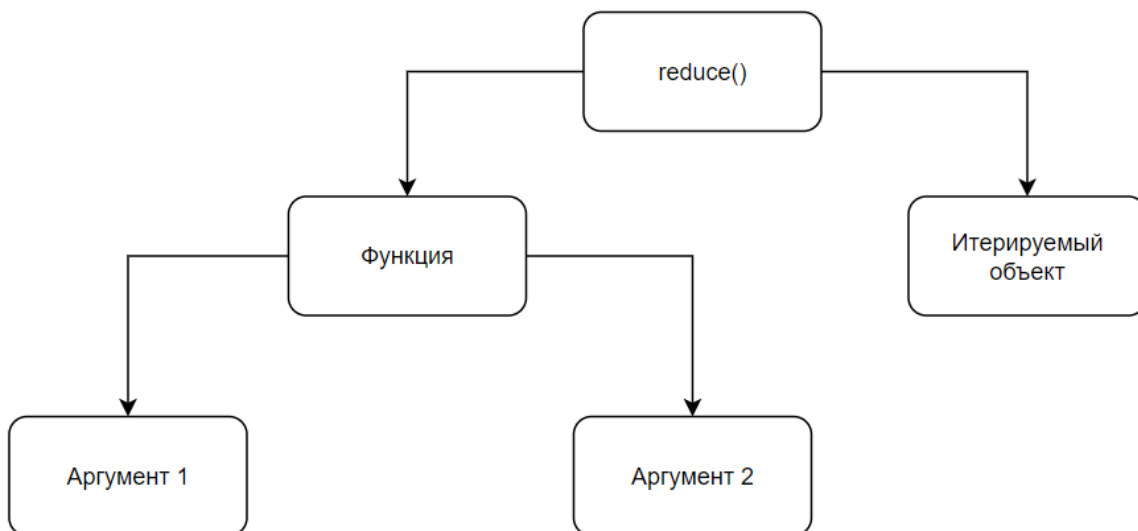 reduce()
Функция
Итерируемый
объект
Аргумент 1
Аргумент 2